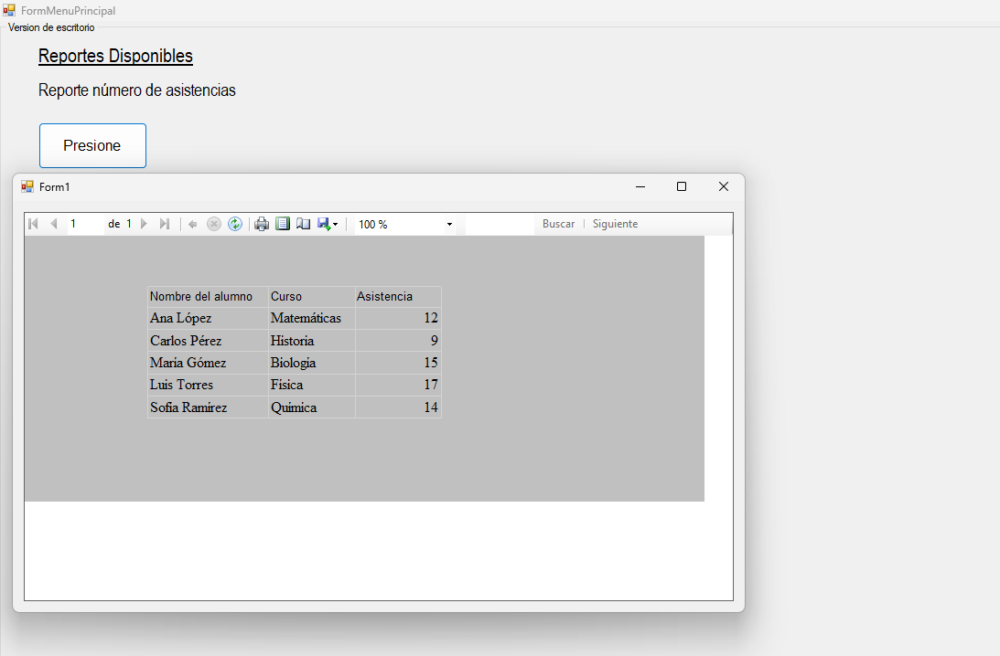 FormMenuPrincipal
Version de escritorio
Reportes Disponibles
Reporte número de asistencias
Presione
Form1
1 de 1 100 % Buscar Siguiente
Nombre del alumno Curso Asistencia
Ana López Matemáticas 12
Carlos Pérez Historia 9
María Gómez Biología 15
Luis Torres Física 17
Sofía Ramírez Química 14